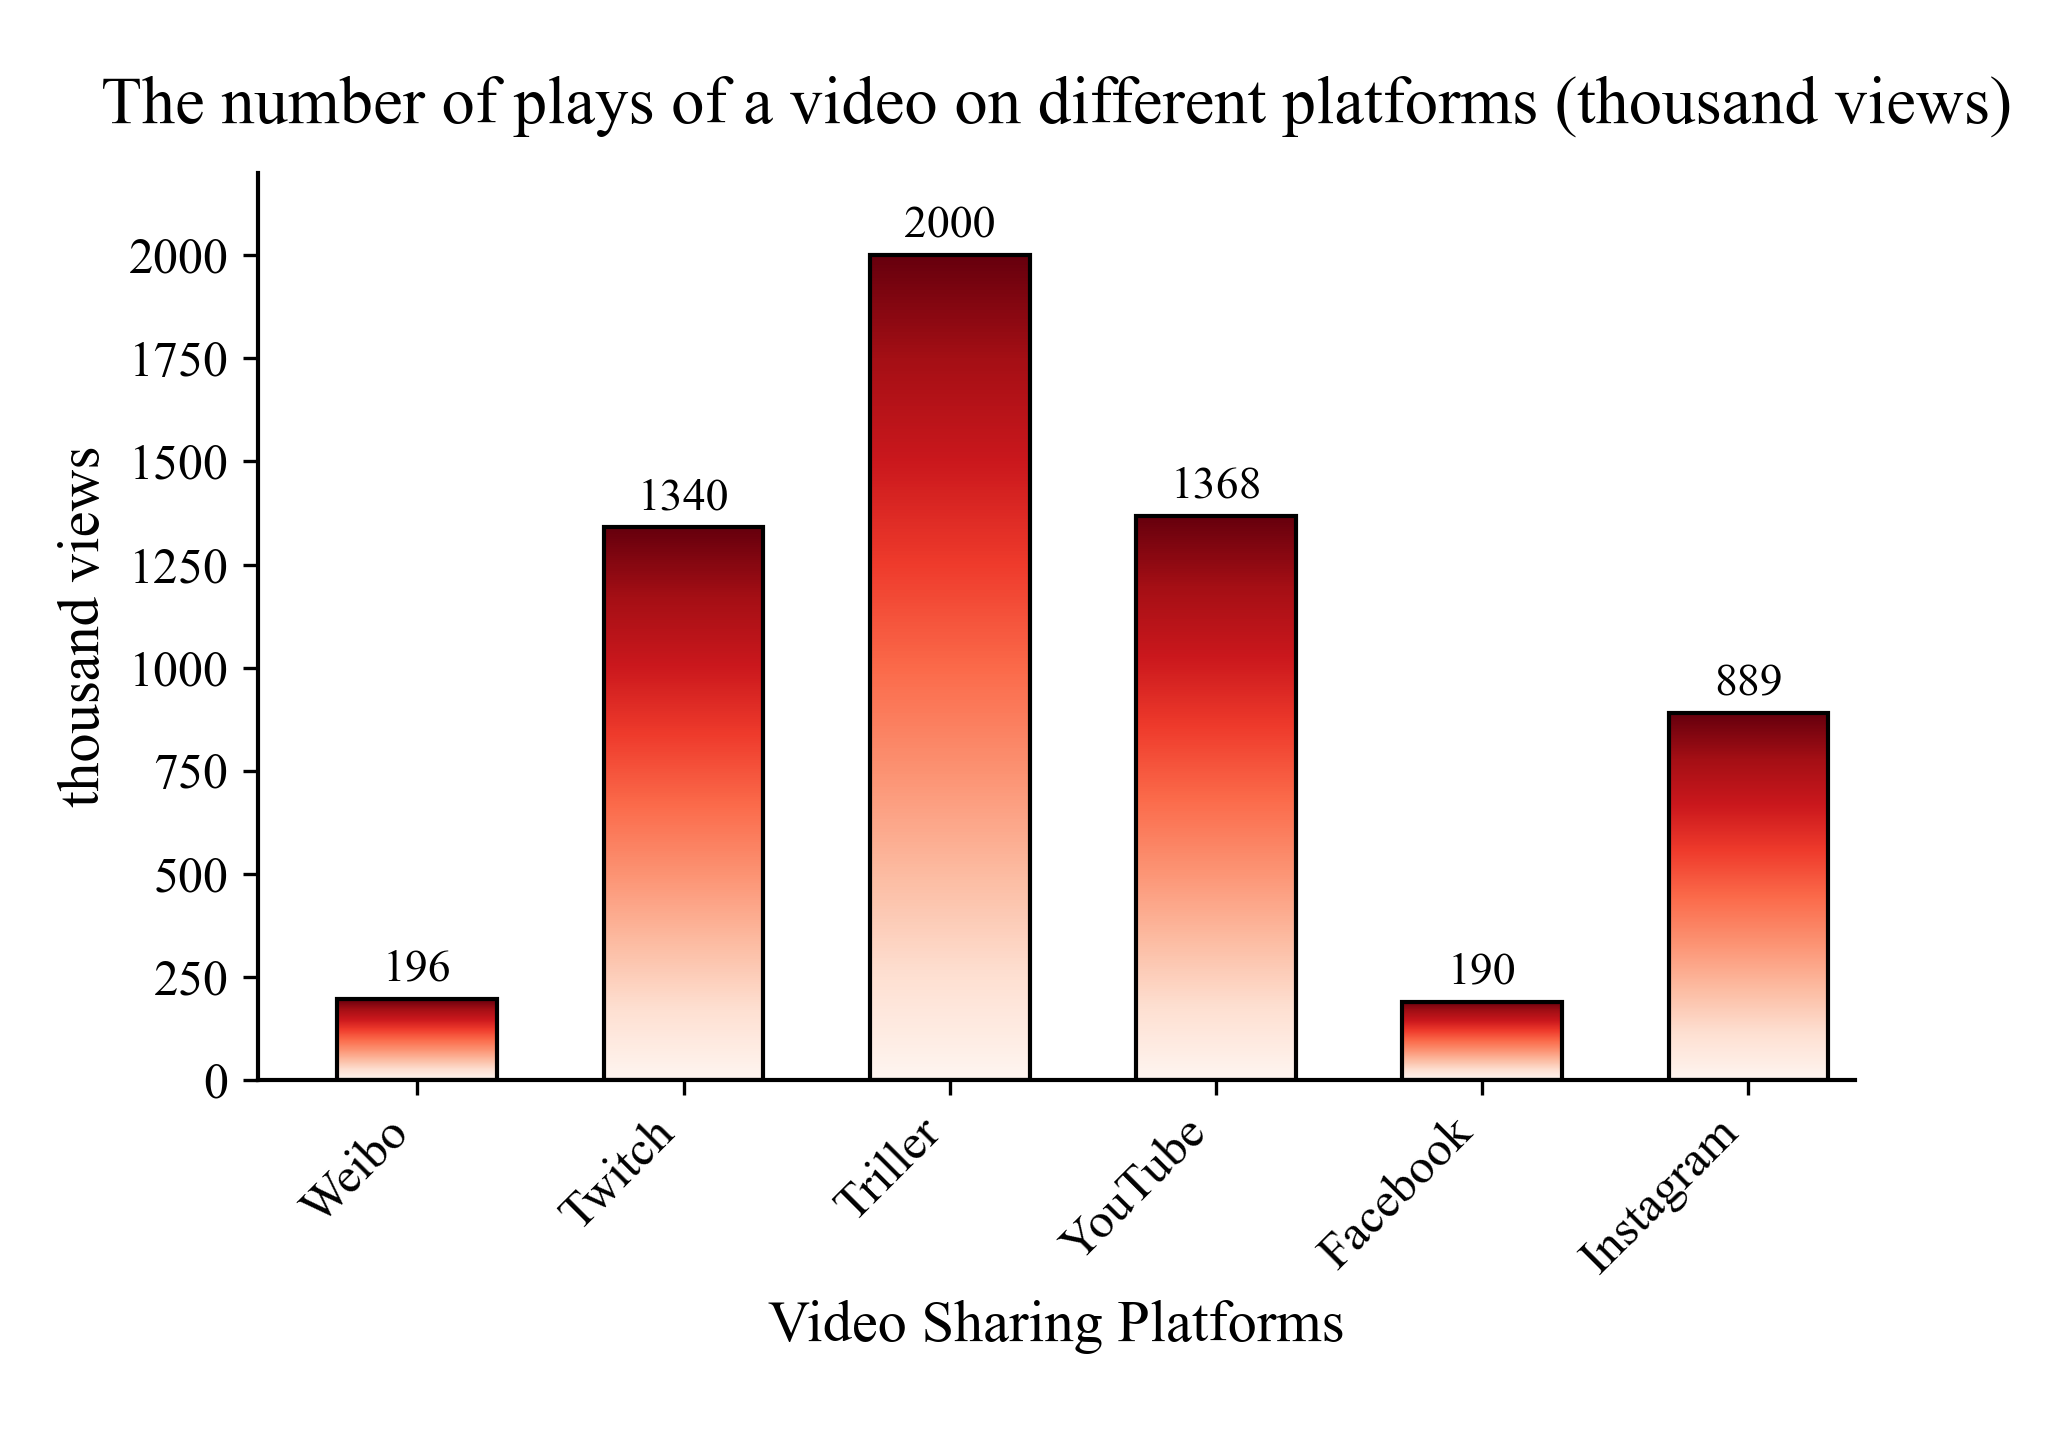 The number of plays of a video on different platforms (thousand views)
thousand views
2000
1750
1500
1250
1000
750
500
250
0
196
1340
2000
1368
190
889
Weibo
Twitch
Triller
YouTube
Facebook
Instagram
Video Sharing Platforms